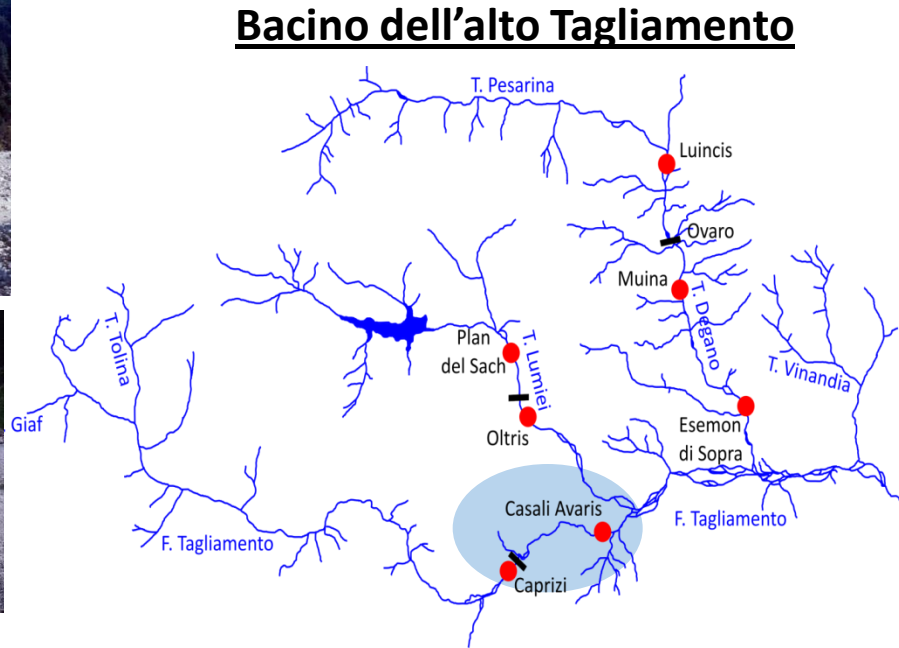 Bacino dell’alto Tagliamento
T. Pesarina
Luincis
Ovaro
Muina
T. Degano
T. Tolina
Plan
del Sach
T. Lumiei
T. Vinandia
Giaf
Oltris
Esemon
di Sopra
Casali Avaris
F. Tagliamento
F. Tagliamento
Caprizi